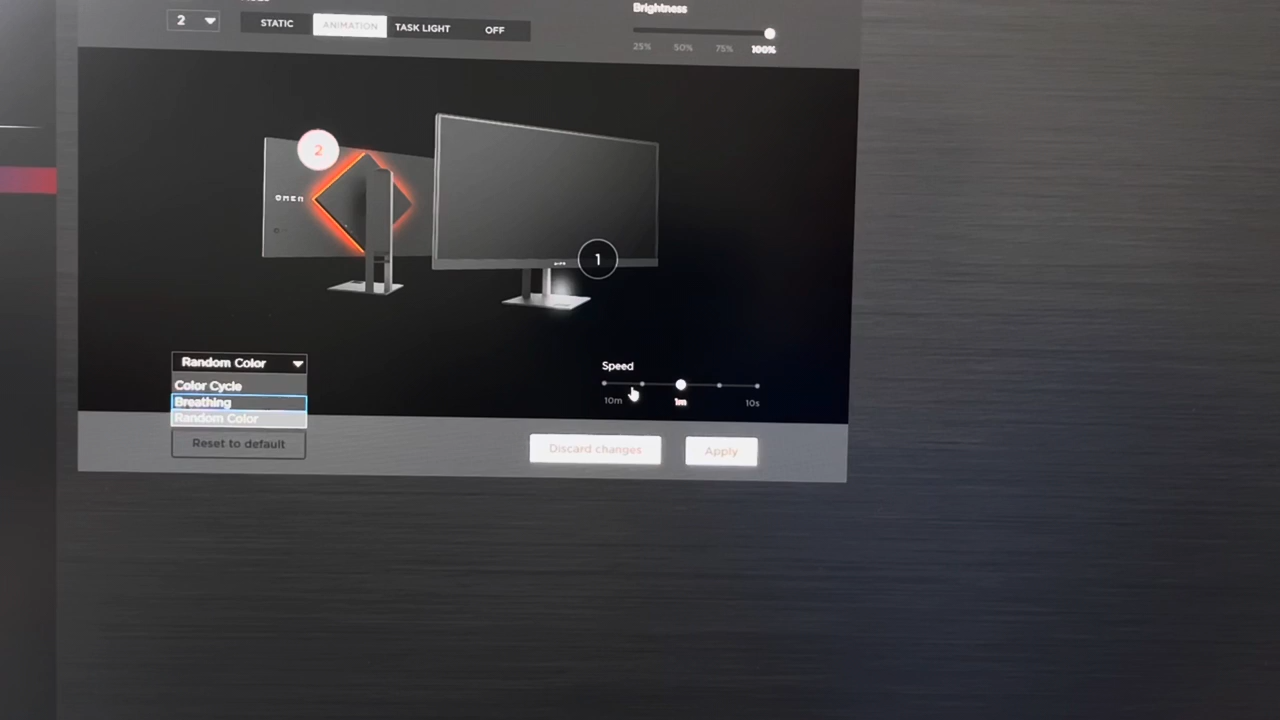 2
STATIC
ANIMATION
TASK LIGHT
OFF
Brightness
25% 50% 75% 100%
2
OMEN
1
Random Color
Color Cycle
Breathing
Random Color
Reset to default
Speed
10m 1m 10s
Discard changes
Apply